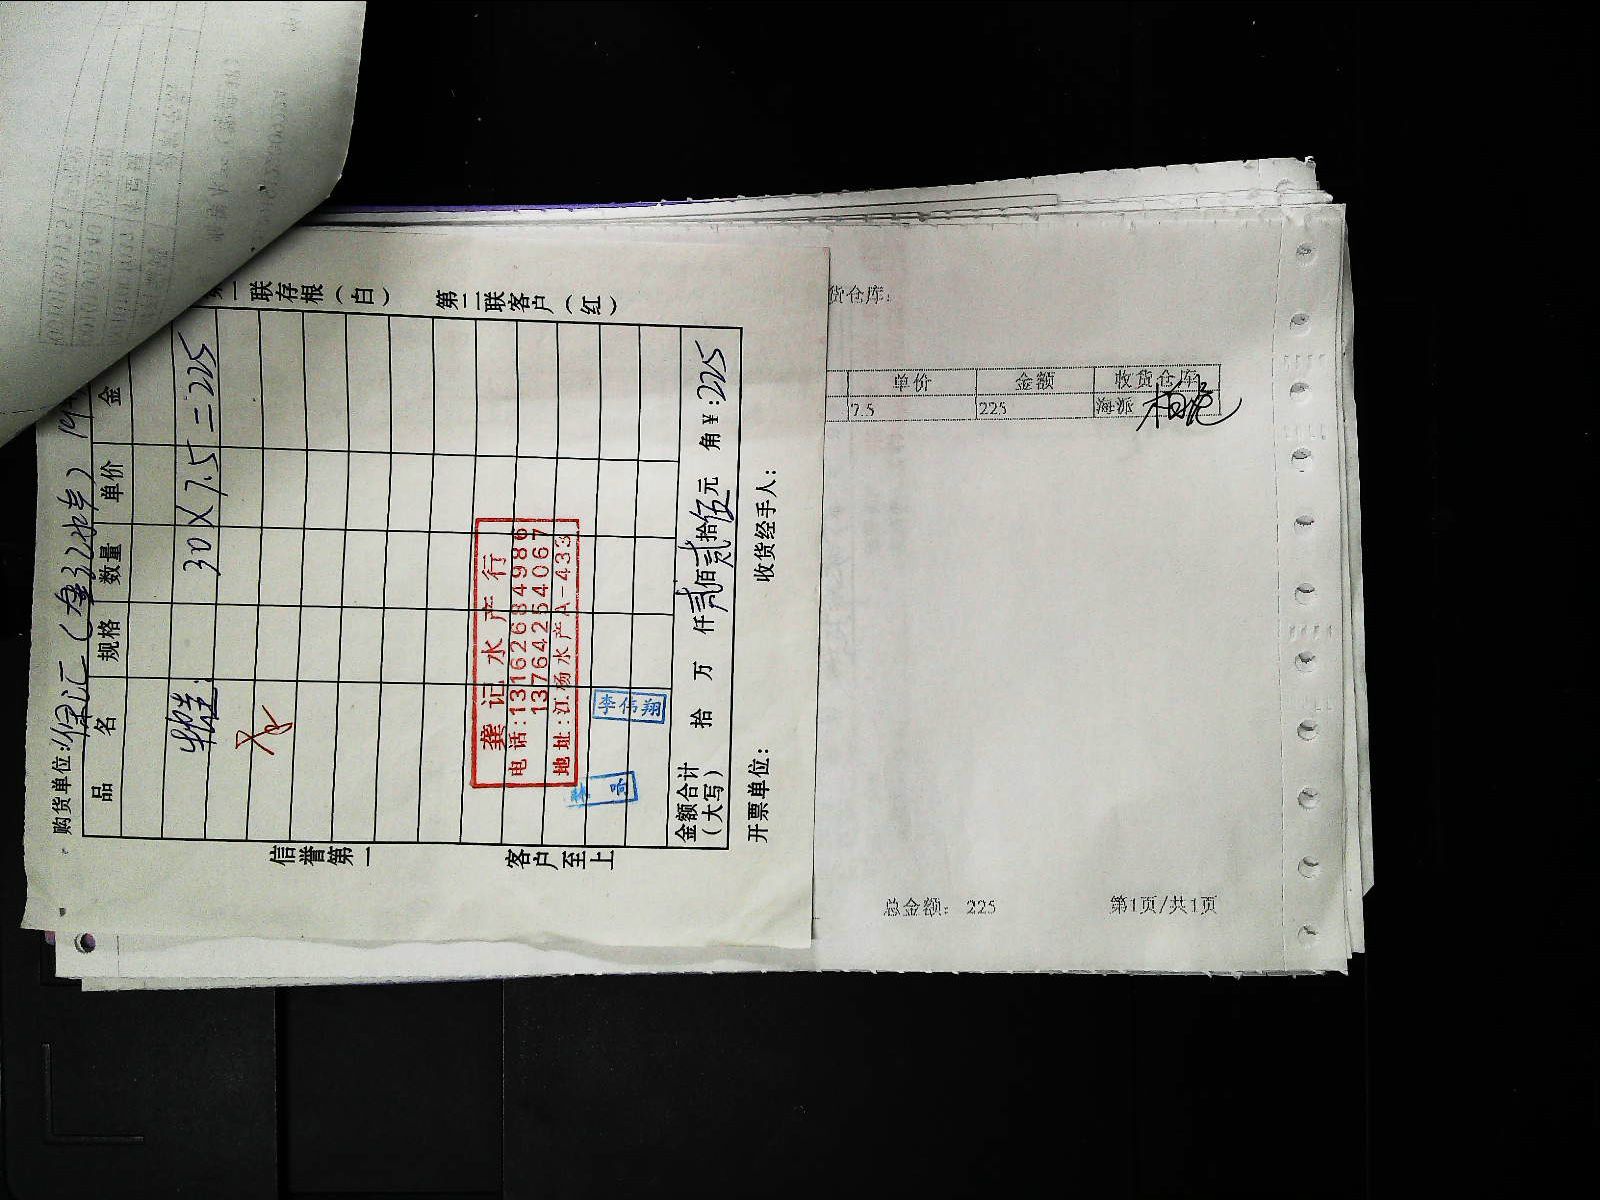 购货单位:徐汇
品 名 规格 数量 单价 金
30 X 7.5 = 225
龚记水产行
电话:13162684986
13764254067
地址:江杨水产A-433
李伟翔
金额合计 拾 万 仟 贰 佰 贰 拾 伍 元 角 ¥:225
(大写)
开票单位: 收货经手人:
信誉第一 客户至上
联存根(白) 第二联客户(红)
货仓库:
单价 金额 收货仓库
7.5 225 海派
总金额: 225 第1页/共1页